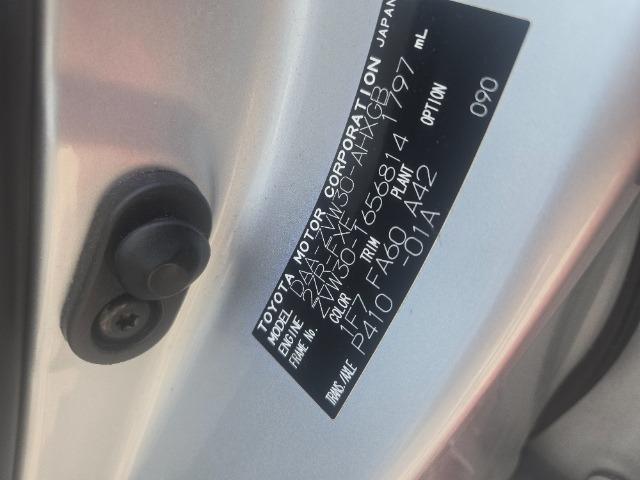 TOYOTA MOTOR CORPORATION JAPAN
MODEL DAA-ZVW30-AHXGB
ENGINE 2ZR-FXE 1797 mL
FRAME No. ZVW30-1656814
COLOR TRIM PLANT OPTION
1F7 FA60 A42
TRANS./AXLE P410 -01A 090